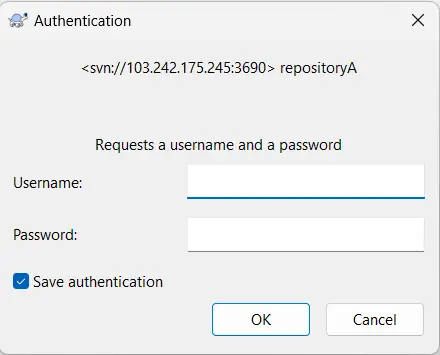 Authentication
<svn://103.242.175.245:3690> repositoryA
Requests a username and a password
Username:
Password:
Save authentication
OK
Cancel